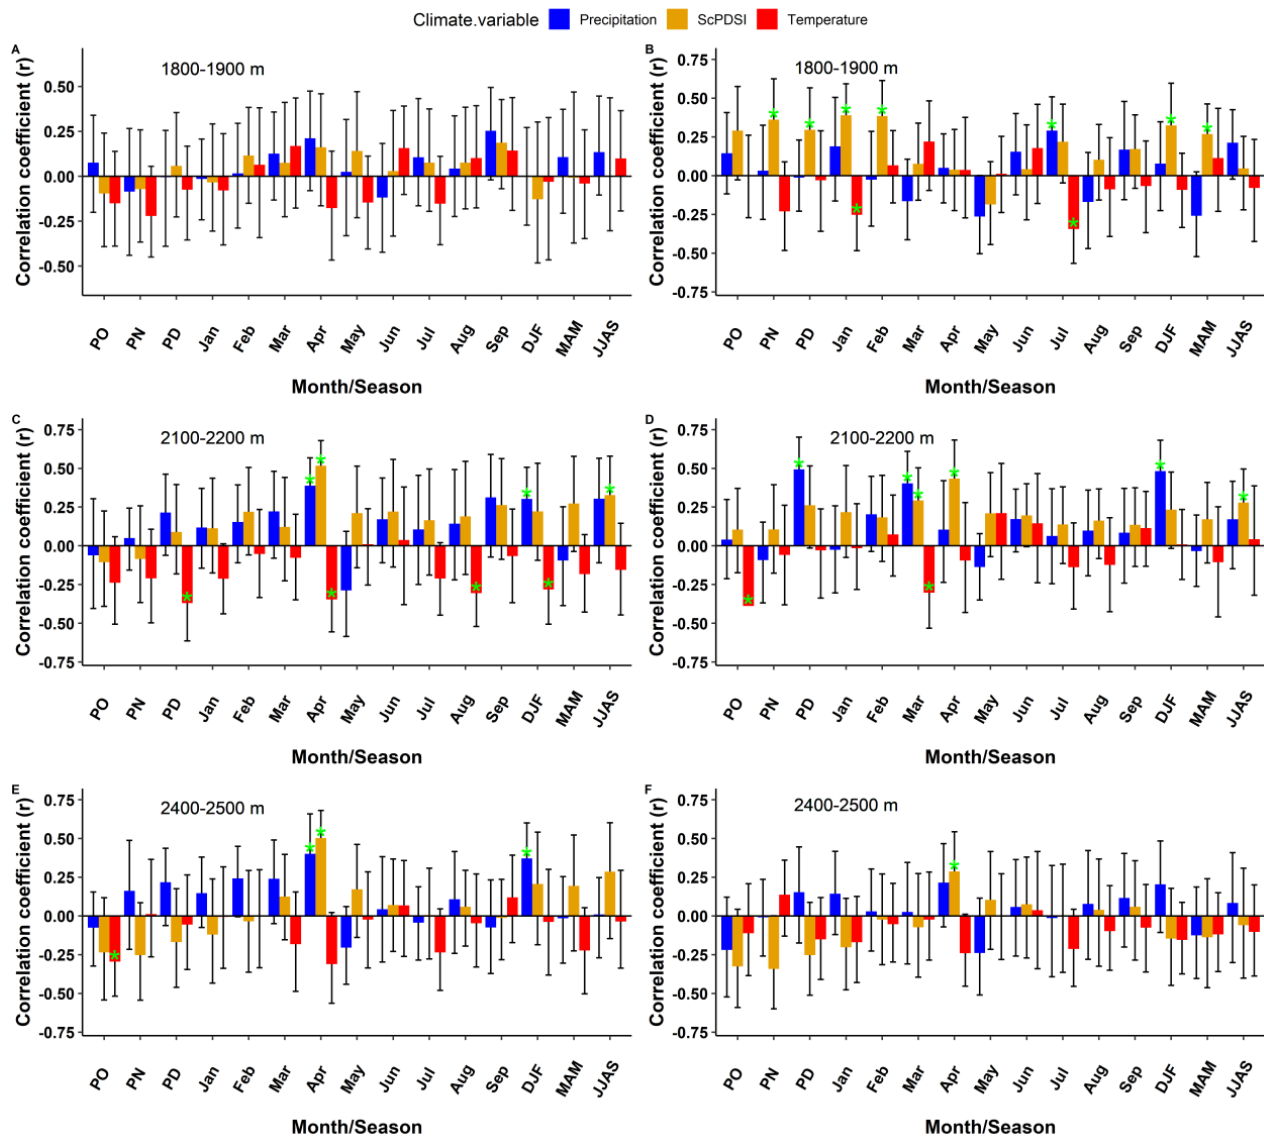 Climate.variable Precipitation ScPDSI Temperature
A
1800-1900 m
Correlation coefficient (r)
0.50
0.25
0.00
-0.25
-0.50
PO PN PD Jan Feb Mar Apr May Jun Jul Aug Sep DJF MAM JJAS
Month/Season
B
1800-1900 m
Correlation coefficient (r)
0.75
0.50
0.25
0.00
-0.25
-0.50
-0.75
PO PN PD Jan Feb Mar Apr May Jun Jul Aug Sep DJF MAM JJAS
Month/Season
C
2100-2200 m
Correlation coefficient (r)
0.75
0.50
0.25
0.00
-0.25
-0.50
-0.75
PO PN PD Jan Feb Mar Apr May Jun Jul Aug Sep DJF MAM JJAS
Month/Season
D
2100-2200 m
Correlation coefficient (r)
0.75
0.50
0.25
0.00
-0.25
-0.50
-0.75
PO PN PD Jan Feb Mar Apr May Jun Jul Aug Sep DJF MAM JJAS
Month/Season
E
2400-2500 m
Correlation coefficient (r)
0.75
0.50
0.25
0.00
-0.25
-0.50
-0.75
PO PN PD Jan Feb Mar Apr May Jun Jul Aug Sep DJF MAM JJAS
Month/Season
F
2400-2500 m
Correlation coefficient (r)
0.75
0.50
0.25
0.00
-0.25
-0.50
-0.75
PO PN PD Jan Feb Mar Apr May Jun Jul Aug Sep DJF MAM JJAS
Month/Season